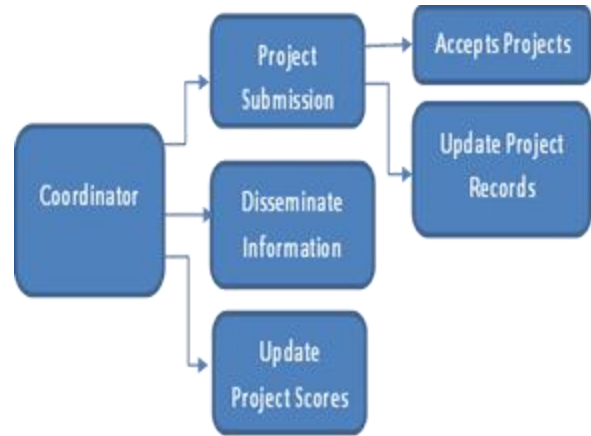 Coordinator
Project
Submission
Disseminate
Information
Update
Project Scores
Accepts Projects
Update Project
Records